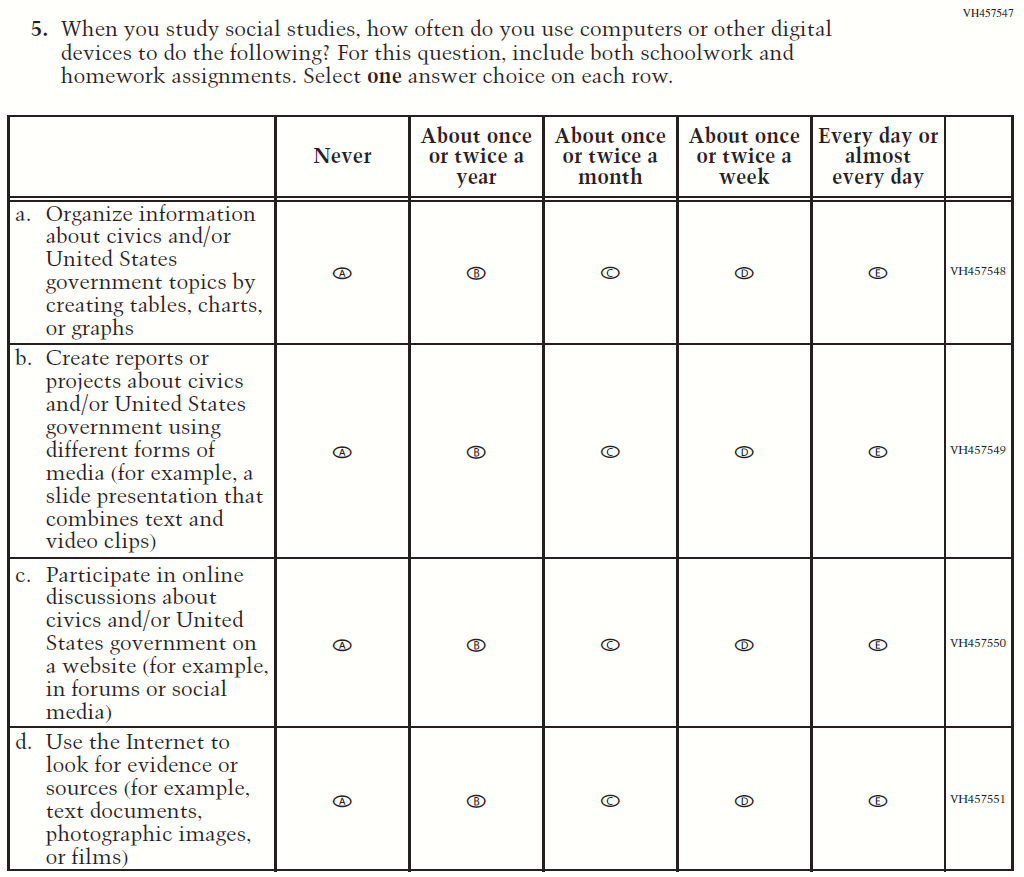 VH457547
5. When you study social studies, how often do you use computers or other digital
devices to do the following? For this question, include both schoolwork and
homework assignments. Select one answer choice on each row.
Never
About once
or twice a
year
About once
or twice a
month
About once
or twice a
week
Every day or
almost
every day
a. Organize information
about civics and/or
United States
government topics by
creating tables, charts,
or graphs
A B C D E VH457548
b. Create reports or
projects about civics
and/or United States
government using
different forms of
media (for example, a
slide presentation that
combines text and
video clips)
A B C D E VH457549
c. Participate in online
discussions about
civics and/or United
States government on
a website (for example,
in forums or social
media)
A B C D E VH457550
d. Use the Internet to
look for evidence or
sources (for example,
text documents,
photographic images,
or films)
A B C D E VH457551